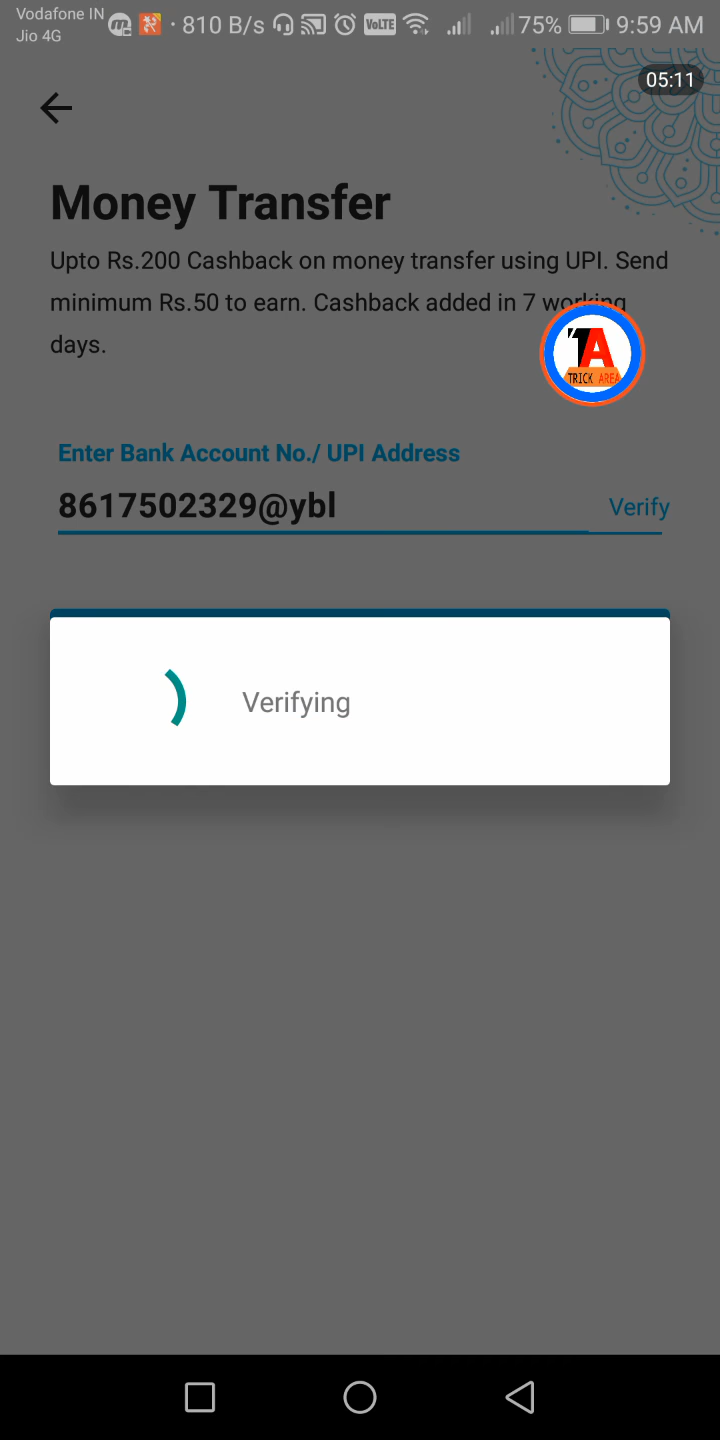 Vodafone IN
Jio 4G
810 B/s
VoLTE
75%
9:59 AM
05:11
Money Transfer
Upto Rs.200 Cashback on money transfer using UPI. Send
minimum Rs.50 to earn. Cashback added in 7 working
days.
TA
TRICK AREA
Enter Bank Account No./ UPI Address
8617502329@ybl
Verify
Verifying